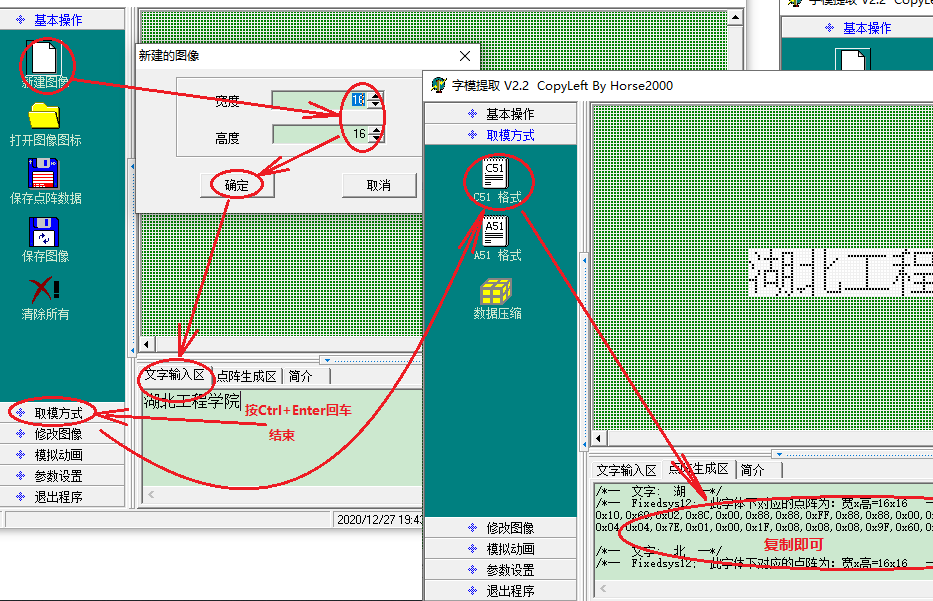 基本操作
新建图像
打开图像图标
保存点阵数据
保存图像
清除所有
取模方式
修改图像
模拟动画
参数设置
退出程序
新建的图像
宽度
16
高度
16
确定
取消
文字输入区
点阵生成区
简介
湖北工程学院
按Ctrl+Enter回车
结束
2020/12/27 19:43
字模提取 V2.2 CopyLeft By Horse2000
基本操作
取模方式
C51
C51 格式
A51
A51 格式
数据压缩
修改图像
模拟动画
参数设置
退出程序
湖北工程
文字输入区
点阵生成区
简介
/*— 文字: 湖 —*/
/*— Fixedsys12; 此字体下对应的点阵为：宽x高=16x16
0x10,0x60,0x02,0x8C,0x00,0x88,0x88,0xFF,0x88,0x88,0x00,
0x04,0x04,0x7E,0x01,0x00,0x1F,0x08,0x08,0x08,0x9F,0x60,
复制即可
/*— 文字: 北 —*/
/*— Fixedsys12; 此字体下对应的点阵为：宽x高=16x16 —
字模提取 V2.2 CopyLe
基本操作